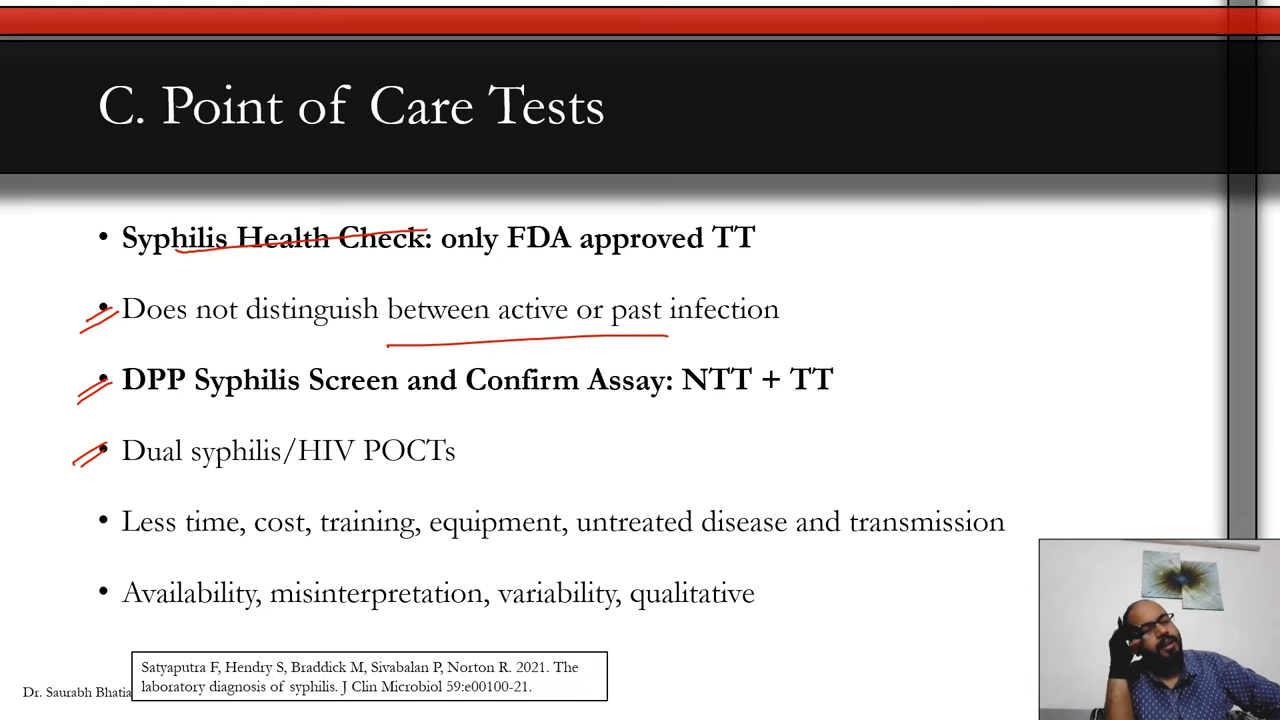 C. Point of Care Tests
• Syphilis Health Check: only FDA approved TT
• Does not distinguish between active or past infection
• DPP Syphilis Screen and Confirm Assay: NTT + TT
• Dual syphilis/HIV POCTs
• Less time, cost, training, equipment, untreated disease and transmission
• Availability, misinterpretation, variability, qualitative
Satyaputra F, Hendry S, Braddick M, Sivabalan P, Norton R. 2021. The
laboratory diagnosis of syphilis. J Clin Microbiol 59:e00100-21.
Dr. Saurabh Bhatia